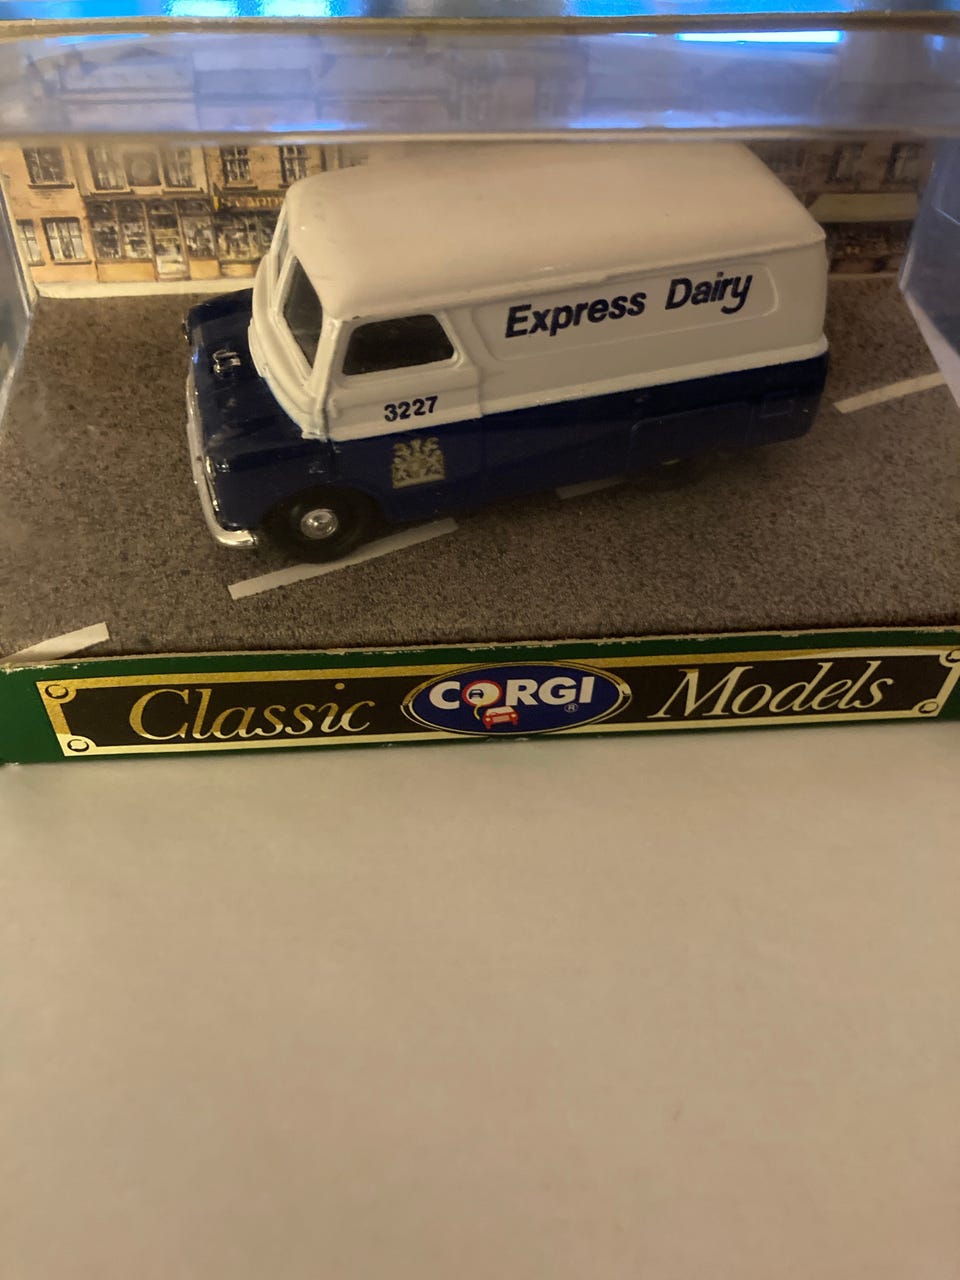 Express Dairy
3227
Classic CORGI® Models